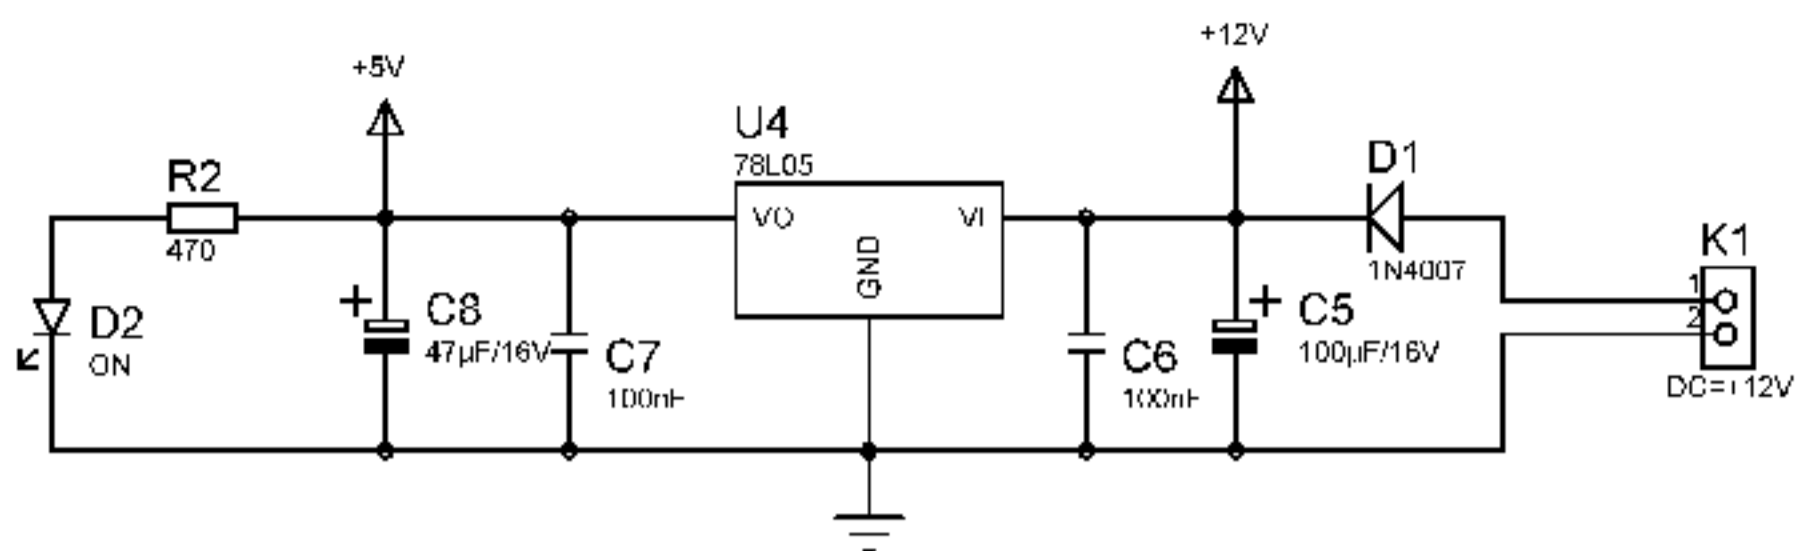 +12V
+5V
U4
78L05
R2
470
D1
1N4007
VO
VI
GND
K1
1
2
DC=+12V
D2
ON
+
C8
47µF/16V
C7
100nF
C6
100nF
+
C5
100µF/16V